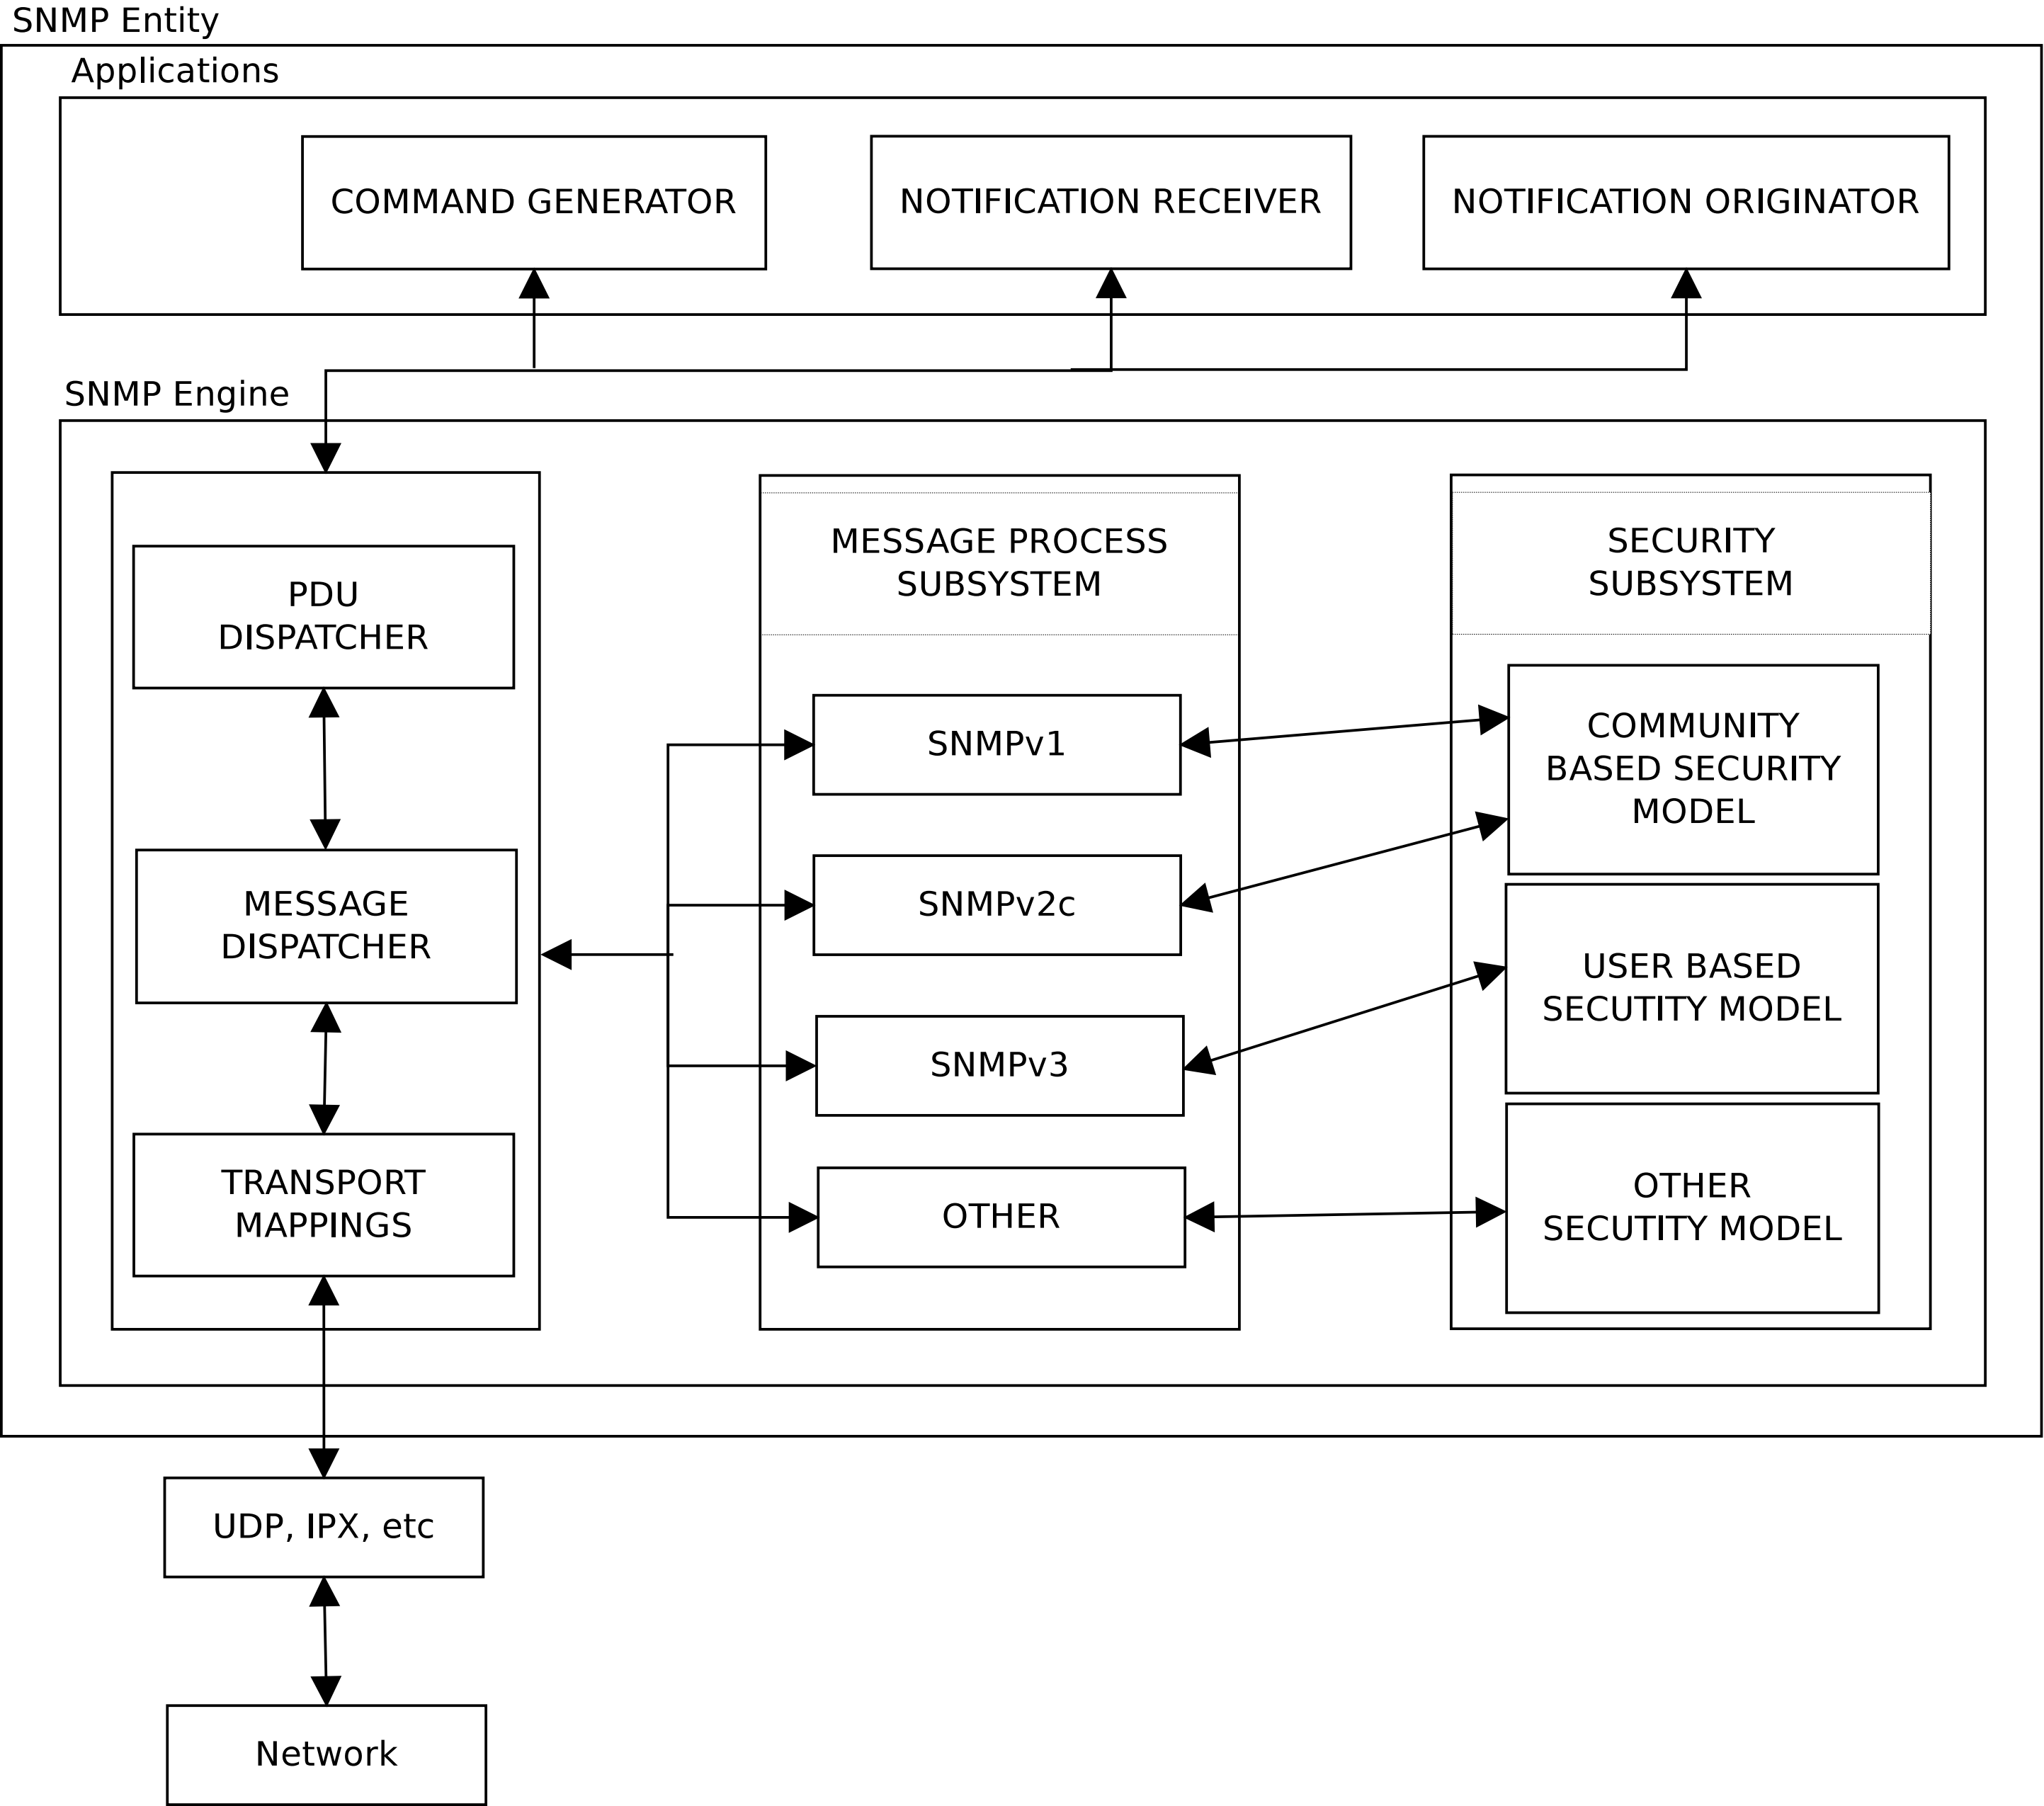 SNMP Entity
Applications
COMMAND GENERATOR
NOTIFICATION RECEIVER
NOTIFICATION ORIGINATOR
SNMP Engine
PDU
DISPATCHER
MESSAGE
DISPATCHER
TRANSPORT
MAPPINGS
MESSAGE PROCESS
SUBSYSTEM
SNMPv1
SNMPv2c
SNMPv3
OTHER
SECURITY
SUBSYSTEM
COMMUNITY
BASED SECURITY
MODEL
USER BASED
SECUTITY MODEL
OTHER
SECUTITY MODEL
UDP, IPX, etc
Network